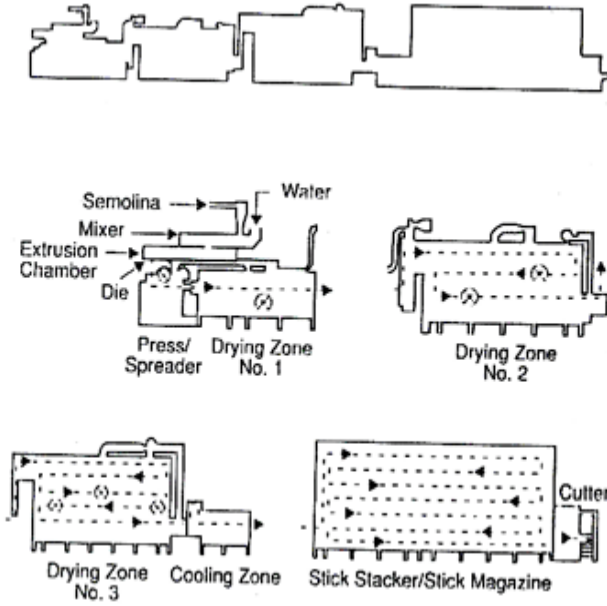 Semolina
Water
Mixer
Extrusion
Chamber
Die
Press/
Spreader
Drying Zone
No. 1
Drying Zone
No. 2
Cutter
Drying Zone
No. 3
Cooling Zone
Stick Stacker/Stick Magazine